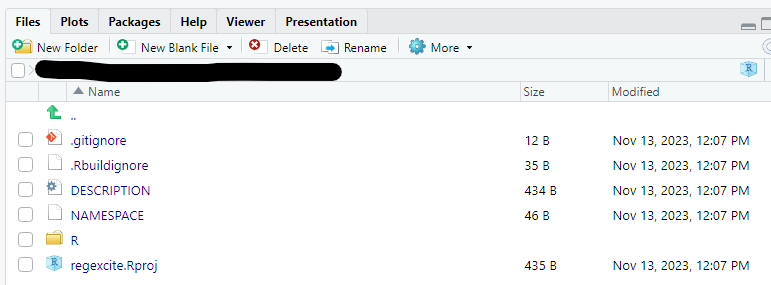 Files Plots Packages Help Viewer Presentation
New Folder New Blank File Delete Rename More
R
Name Size Modified
..
.gitignore 12 B Nov 13, 2023, 12:07 PM
.Rbuildignore 35 B Nov 13, 2023, 12:07 PM
DESCRIPTION 434 B Nov 13, 2023, 12:07 PM
NAMESPACE 46 B Nov 13, 2023, 12:07 PM
R
regexcite.Rproj 435 B Nov 13, 2023, 12:07 PM